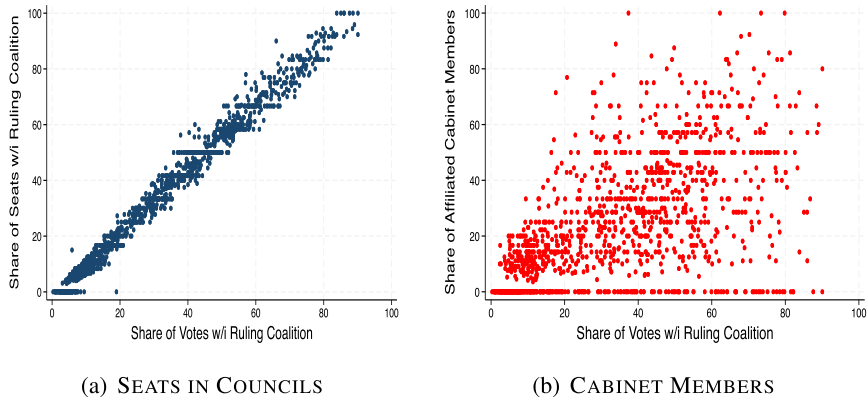 Share of Seats w/i Ruling Coalition
100
80
60
40
20
0
0 20 40 60 80 100
Share of Votes w/i Ruling Coalition
(a) SEATS IN COUNCILS
Share of Affiliated Cabinet Members
100
80
60
40
20
0
0 20 40 60 80 100
Share of Votes w/i Ruling Coalition
(b) CABINET MEMBERS